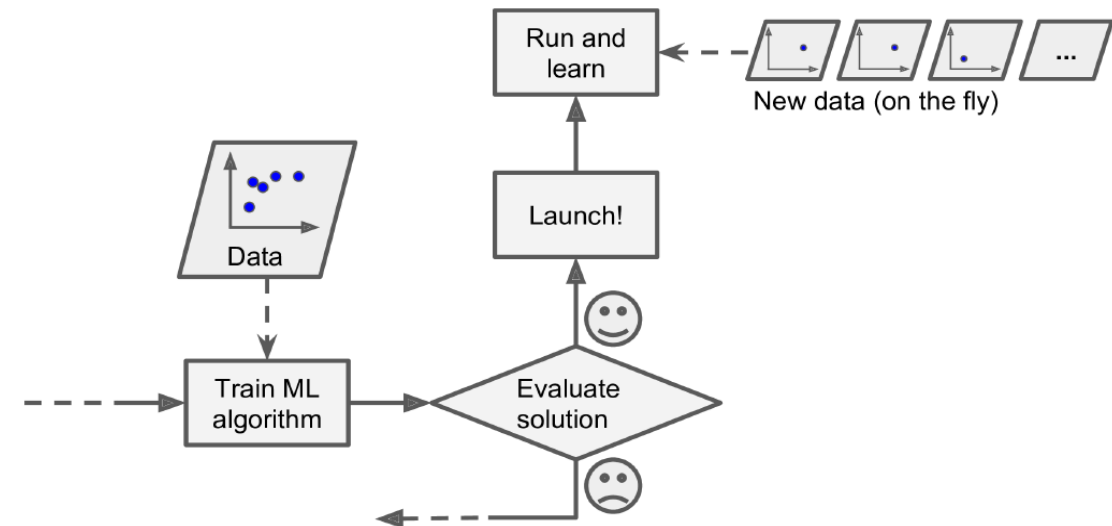 Run and
learn
...
New data (on the fly)
Launch!
Data
Train ML
algorithm
Evaluate
solution